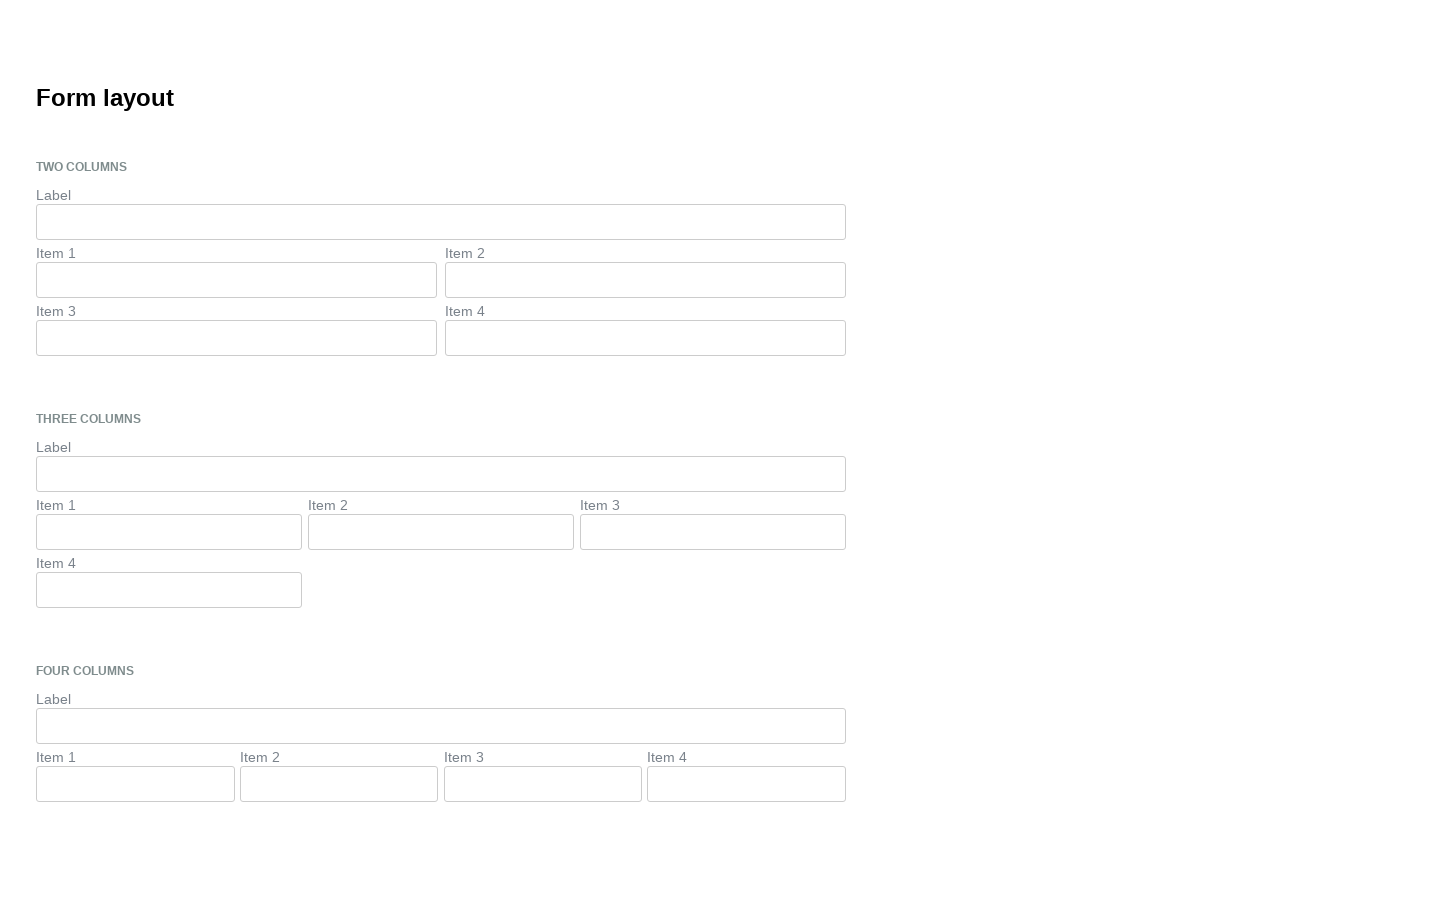 Form layout
TWO COLUMNS
Label
Item 1 Item 2
Item 3 Item 4
THREE COLUMNS
Label
Item 1 Item 2 Item 3
Item 4
FOUR COLUMNS
Label
Item 1 Item 2 Item 3 Item 4